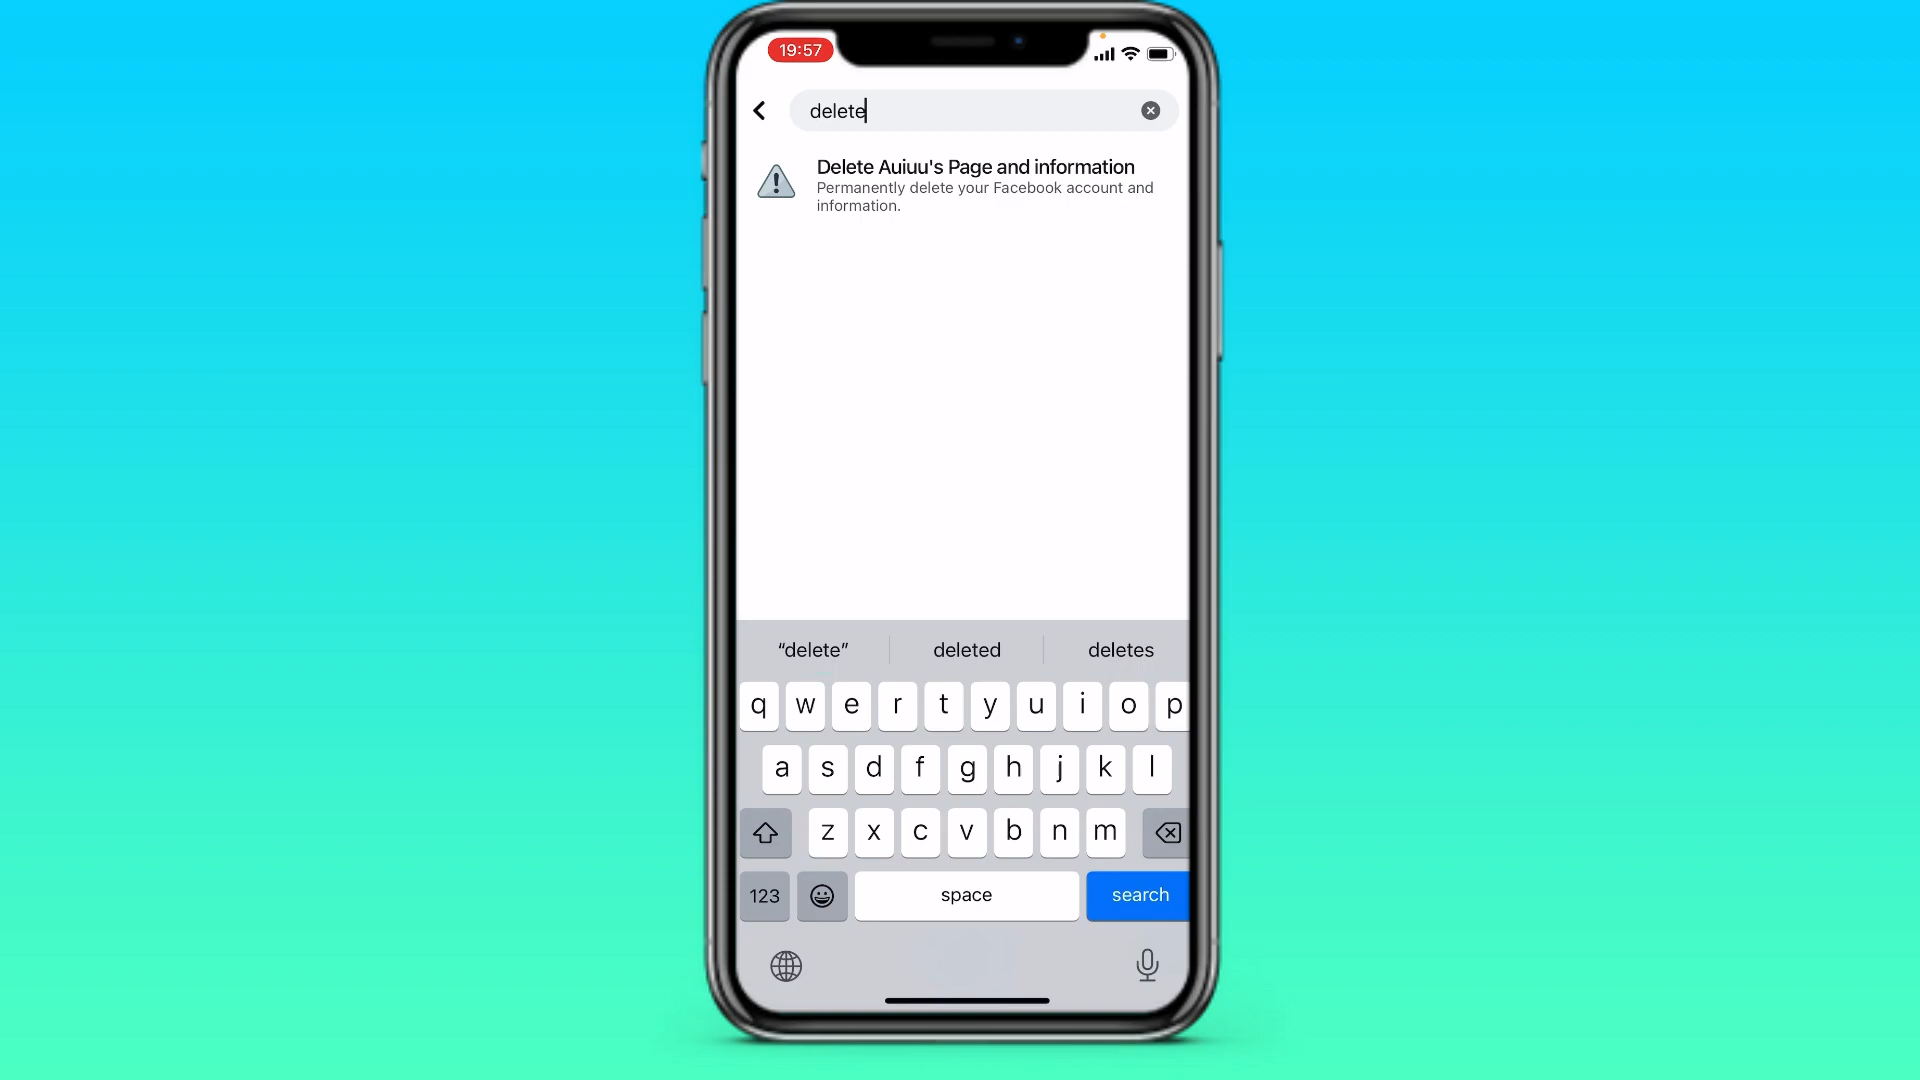 19:57
delete
Delete Auiuu's Page and information
Permanently delete your Facebook account and
information.
“delete” deleted deletes
q w e r t y u i o p
a s d f g h j k l
z x c v b n m
123 space search